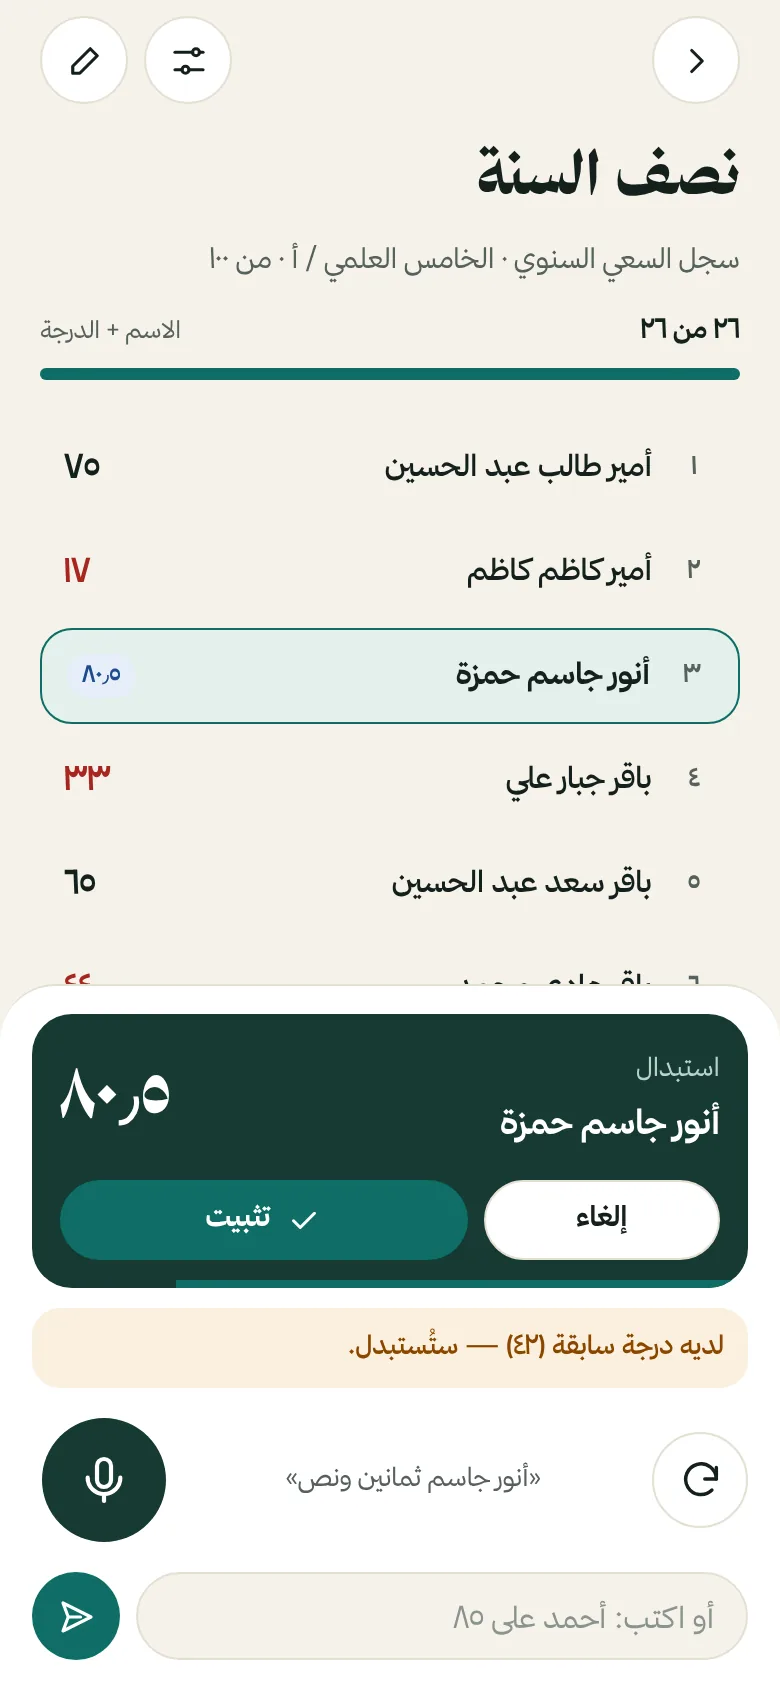 نصف السنة
سجل السعي السنوي · الخامس العلمي / أ · من ١٠٠
٢٦ من ٢٦
الاسم + الدرجة
١ أمير طالب عبد الحسين ٧٥
٢ أمير كاظم كاظم ١٧
٣ أنور جاسم حمزة ٨٠٫٥
٤ باقر جبار علي ٣٣
٥ باقر سعد عبد الحسين ٦٥
استبدال
أنور جاسم حمزة ٨٠٫٥
إلغاء
تثبيت
لديه درجة سابقة (٤٢) — ستُستبدل.
«أنور جاسم ثمانين ونص»
أو اكتب: أحمد على ٨٥